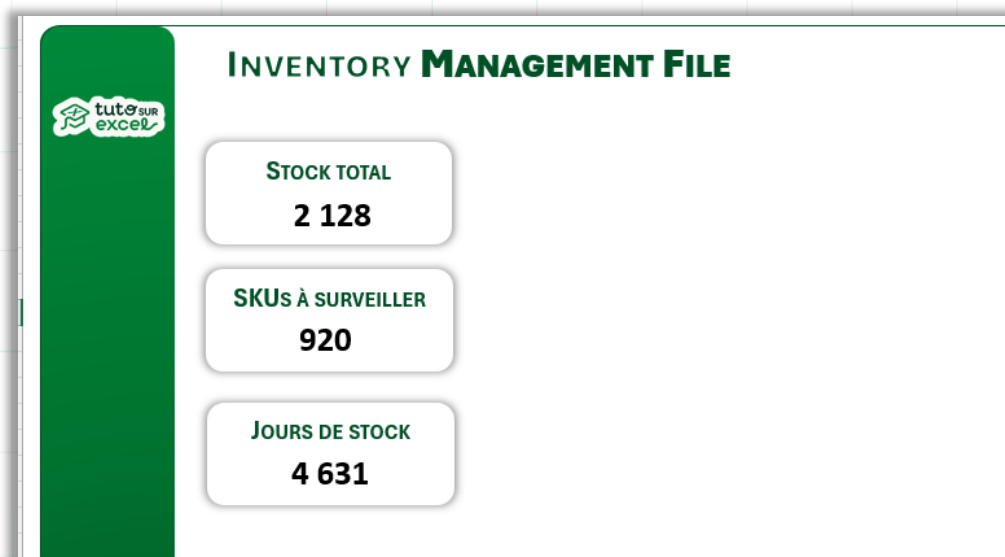 INVENTORY MANAGEMENT FILE
tuto SUR
excel
STOCK TOTAL
2 128
SKUS À SURVEILLER
920
JOURS DE STOCK
4 631